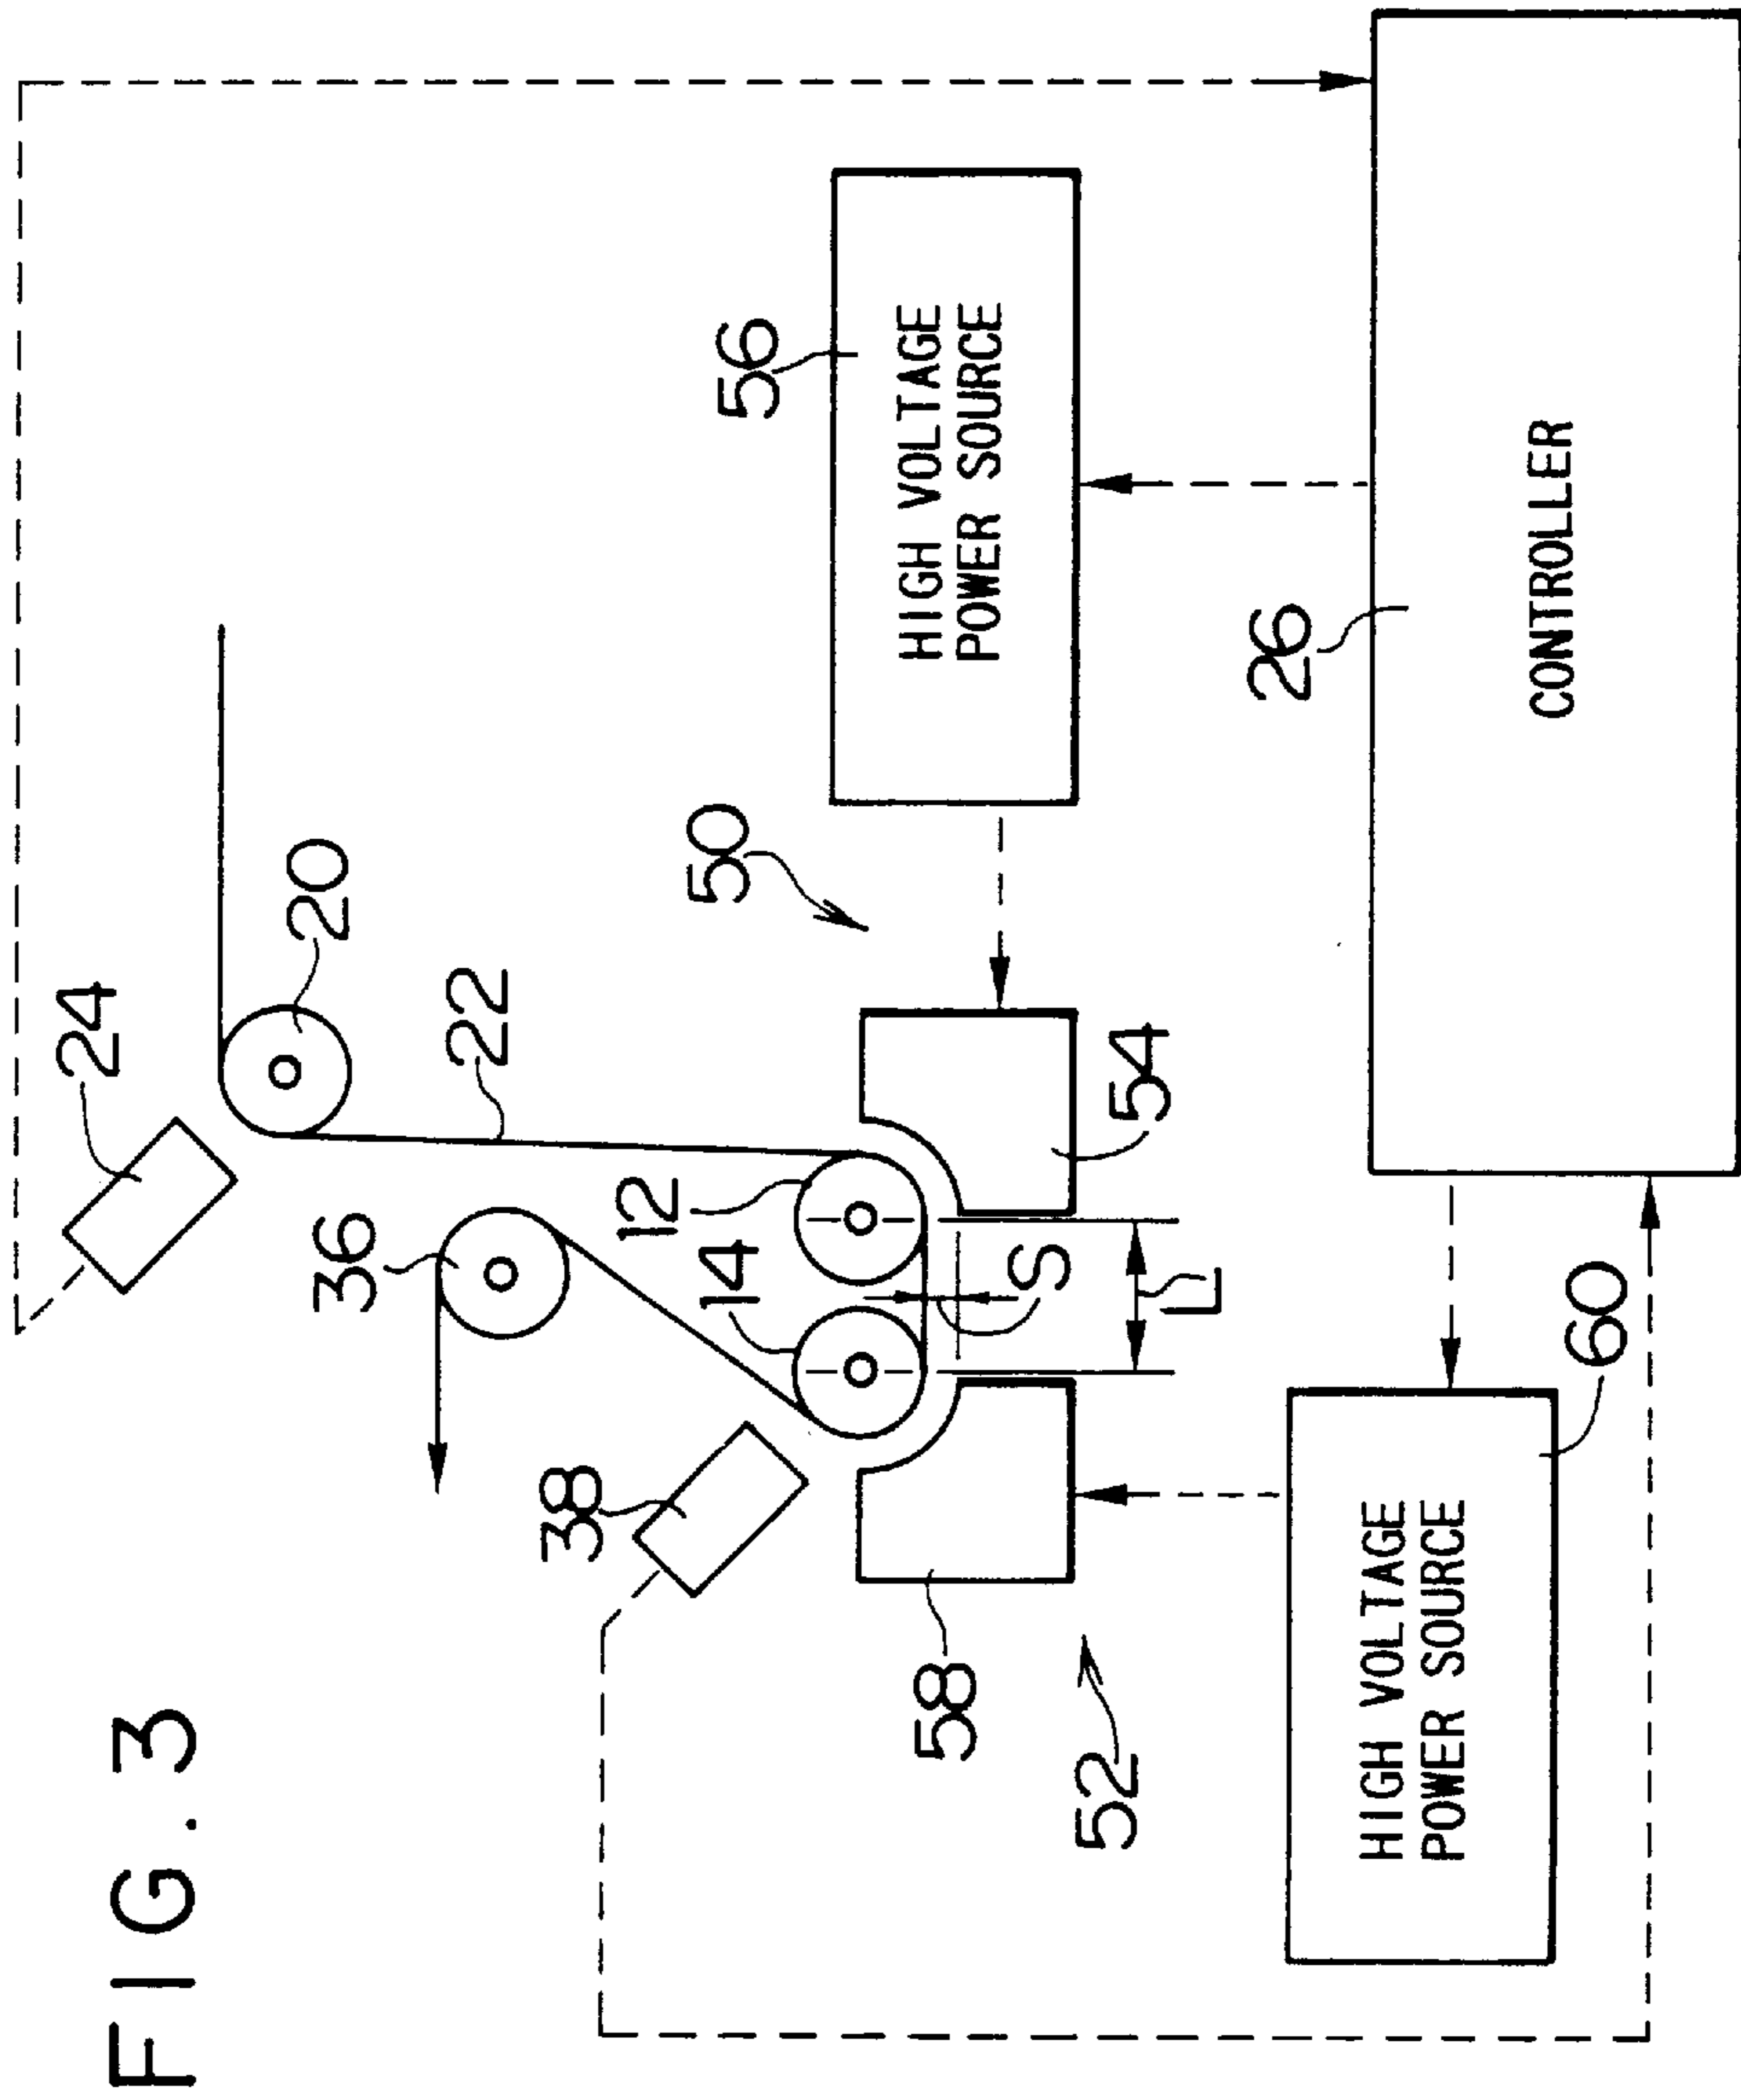 FIG. 3
24
20
36
22
38
12
14
50
56
HIGH VOLTAGE
POWER SOURCE
58
S
54
52
L
26
60
HIGH VOLTAGE
POWER SOURCE
CONTROLLER